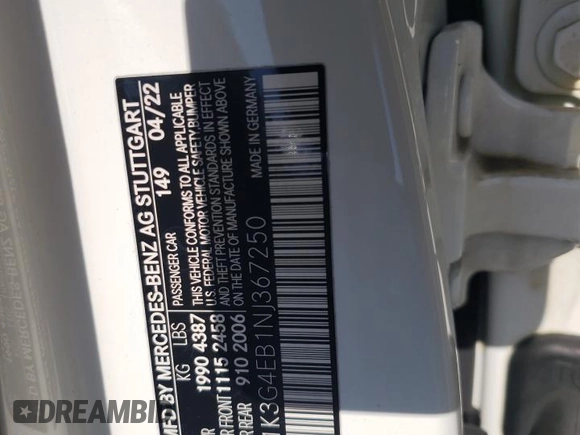 MFD BY MERCEDES-BENZ AG STUTTGART
149 04/22
KG LBS PASSENGER CAR
1990 4387 THIS VEHICLE CONFORMS TO ALL APPLICABLE
U.S. FEDERAL MOTOR VEHICLE SAFETY BUMPER
FRONT 1115 2458 AND THEFT PREVENTION STANDARDS IN EFFECT
REAR 910 2006 ON THE DATE OF MANUFACTURE SHOWN ABOVE
K3G4EB1NJ367250 MADE IN GERMANY
DREAMBID